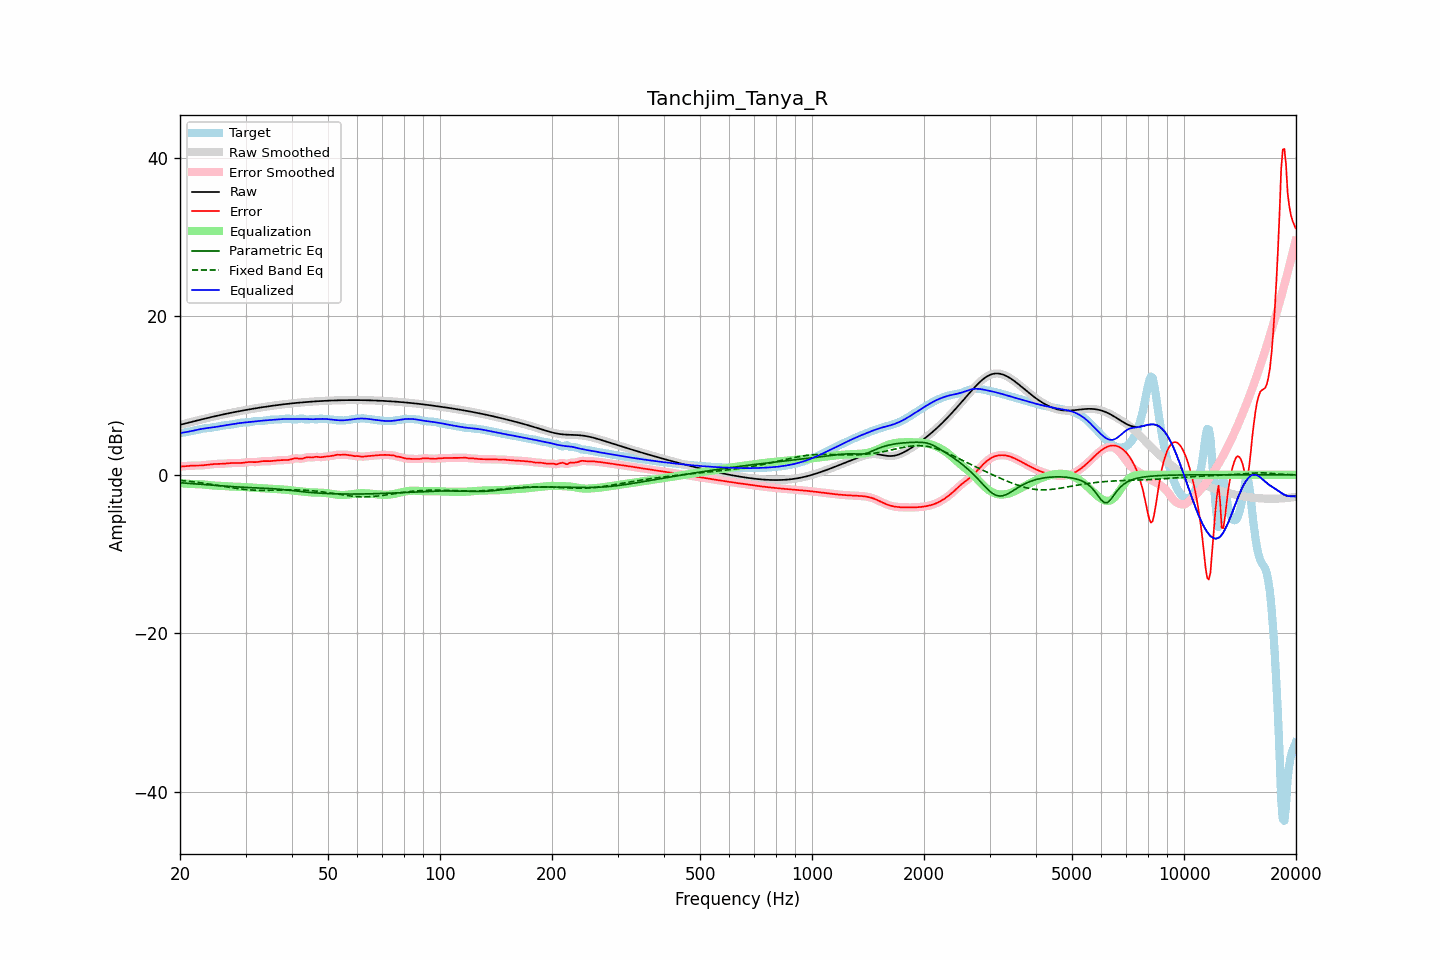 Tanchjim_Tanya_R
Target
Raw Smoothed
Error Smoothed
Raw
Error
Equalization
Parametric Eq
Fixed Band Eq
Equalized
Amplitude (dBr)
40
20
0
−20
−40
20 50 100 200 500 1000 2000 5000 10000 20000
Frequency (Hz)